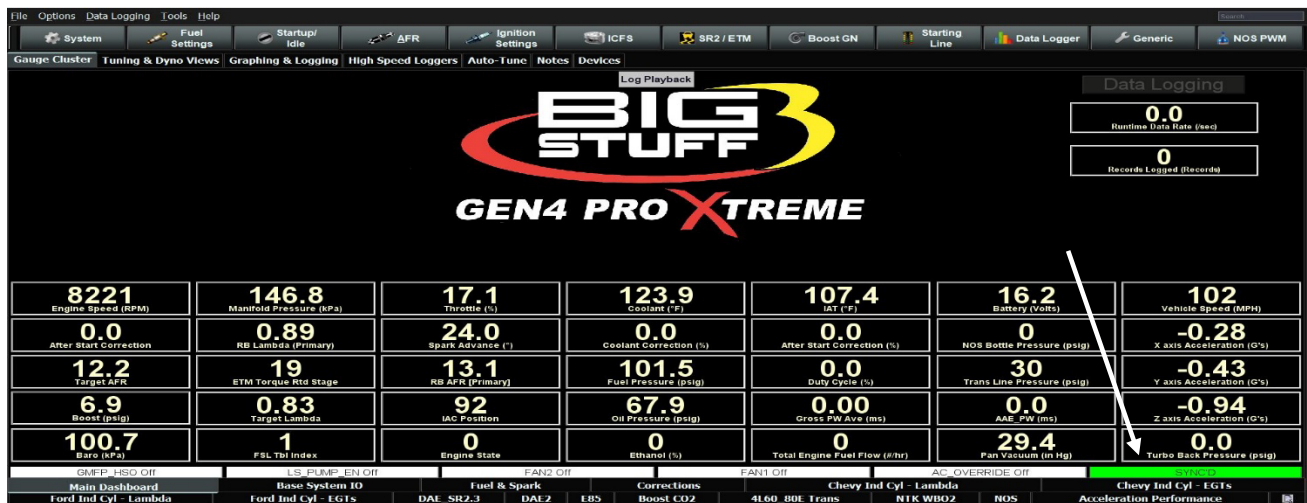 File Options Data Logging Tools Help Search
System Fuel Settings Startup/ Idle AFR Ignition Settings ICFS SR2 / ETM Boost GN Starting Line Data Logger Generic NOS PWM
Gauge Cluster Tuning & Dyno Views Graphing & Logging High Speed Loggers Auto-Tune Notes Devices
Log Playback
Data Logging
BIG 3
STUFF
GEN4 PRO XTREME
0.0
Runtime Data Rate (/sec)
0
Records Logged (Records)
8221 146.8 17.1 123.9 107.4 16.2 102
Engine Speed (RPM) Manifold Pressure (kPa) Throttle (%) Coolant (°F) IAT (°F) Battery (Volts) Vehicle Speed (MPH)
0.0 0.89 24.0 0.0 0.0 0 -0.28
After Start Correction RB Lambda (Primary) Spark Advance (°) Coolant Correction (%) After Start Correction (%) NOS Bottle Pressure (psig) X axis Acceleration (G's)
12.2 19 13.1 101.5 0.0 30 -0.43
Target AFR ETM Torque Rtd Stage RB AFR [Primary] Fuel Pressure (psig) Duty Cycle (%) Trans Line Pressure (psig) Y axis Acceleration (G's)
6.9 0.83 92 67.9 0.00 0.0 -0.94
Boost (psig) Target Lambda IAC Position Oil Pressure (psig) Gross PW Ave (ms) AAE_PW (ms) Z axis Acceleration (G's)
100.7 1 0 0 0 29.4 0.0
Baro (kPa) FSL Tbl Index Engine State Ethanol (%) Total Engine Fuel Flow (#/hr) Pan Vacuum (in Hg) Turbo Back Pressure (psig)
GMFP_HSO Off LS_PUMP_EN Off FAN2 Off FAN1 Off AC_OVERRIDE Off SYNC'D
Main Dashboard Base System IO Fuel & Spark Corrections Chevy Ind Cyl - Lambda Chevy Ind Cyl - EGTs
Ford Ind Cyl - Lambda Ford Ind Cyl - EGTs DAE_SR2.3 DAE2 E85 Boost CO2 4L60_80E Trans NTK WBO2 NOS Acceleration Performance